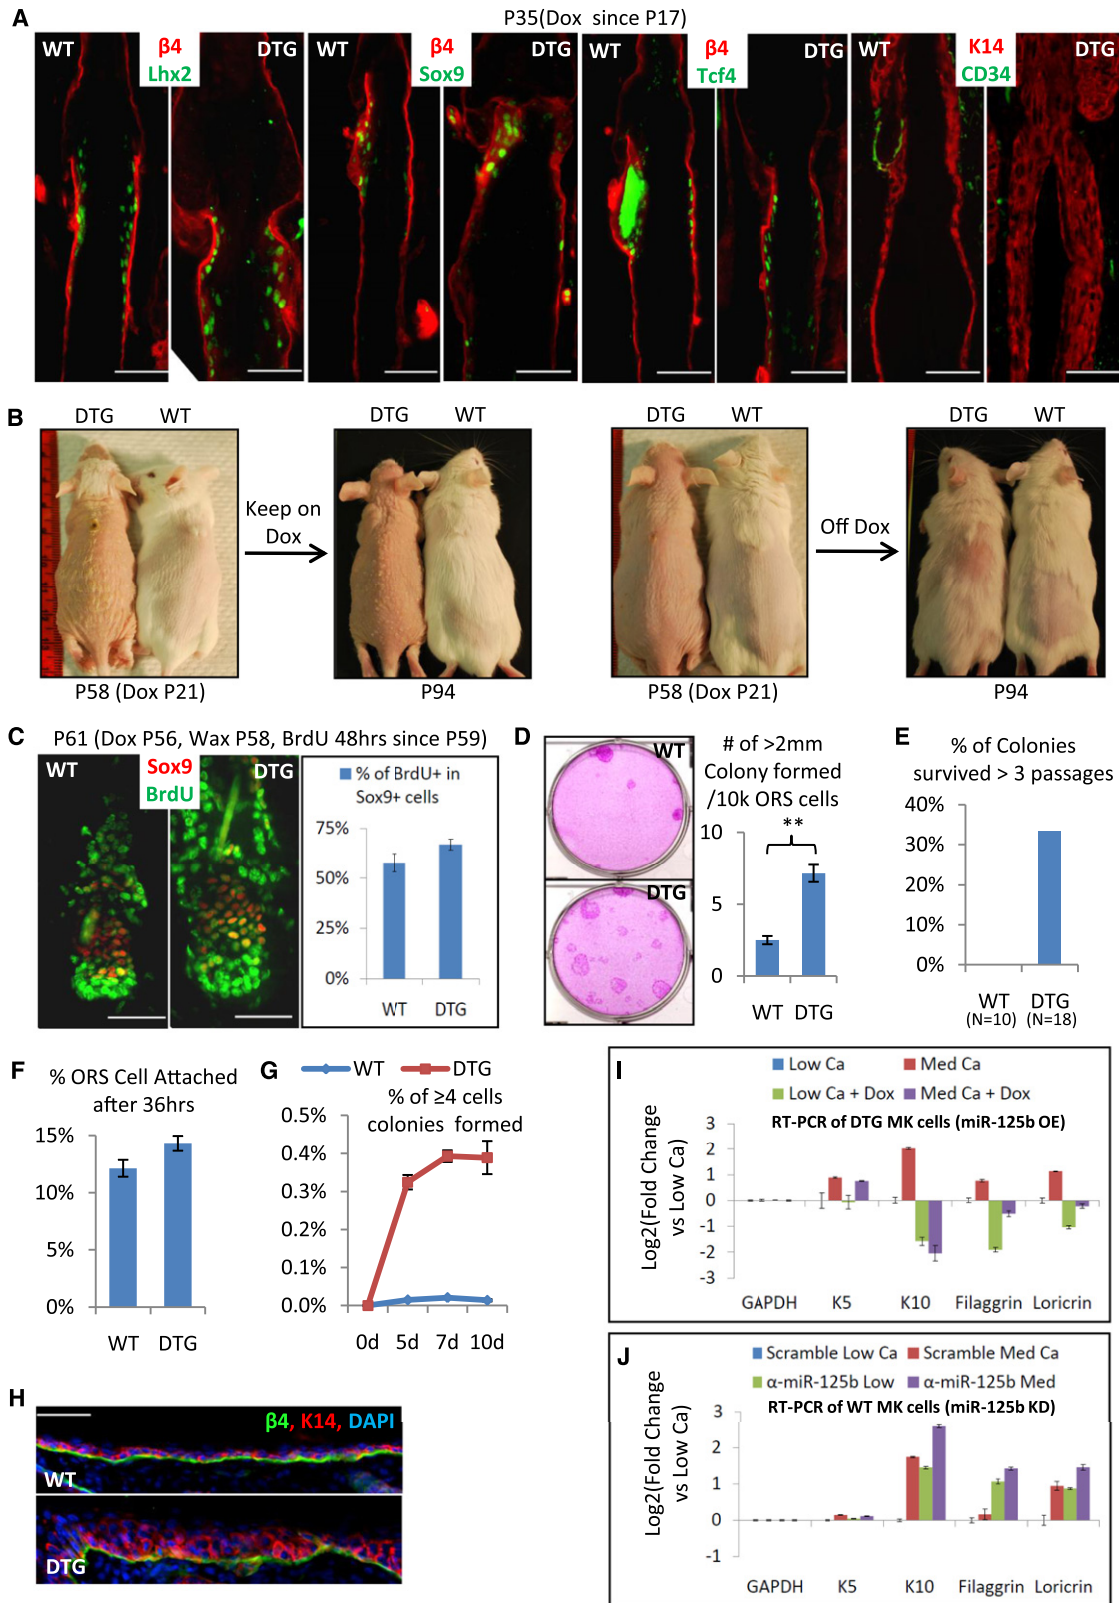 A
P35(Dox since P17)
WT
β4
Lhx2
DTG
WT
β4
Sox9
DTG
WT
β4
Tcf4
DTG
WT
K14
CD34
DTG
B
DTG WT
DTG WT
DTG WT
DTG WT
Keep on
Dox
Off Dox
P58 (Dox P21)
P94
P58 (Dox P21)
P94
C
P61 (Dox P56, Wax P58, BrdU 48hrs since P59)
WT
Sox9
BrdU
DTG
% of BrdU+ in
Sox9+ cells
75%
50%
25%
0%
WT DTG
D
WT
DTG
# of >2mm
Colony formed
/10k ORS cells
**
10
5
0
WT DTG
E
% of Colonies
survived > 3 passages
40%
30%
20%
10%
0%
WT DTG
(N=10) (N=18)
F
% ORS Cell Attached
after 36hrs
15%
10%
5%
0%
WT DTG
G
WT DTG
% of ≥4 cells
colonies formed
0.5%
0.4%
0.3%
0.2%
0.1%
0.0%
0d 5d 7d 10d
H
β4, K14, DAPI
WT
DTG
I
Low Ca Med Ca
Low Ca + Dox Med Ca + Dox
RT-PCR of DTG MK cells (miR-125b OE)
Log2(Fold Change
vs Low Ca)
3
2
1
0
-1
-2
-3
GAPDH K5 K10 Filaggrin Loricrin
J
Scramble Low Ca Scramble Med Ca
α-miR-125b Low α-miR-125b Med
RT-PCR of WT MK cells (miR-125b KD)
Log2(Fold Change
vs Low Ca)
3
2
1
0
-1
GAPDH K5 K10 Filaggrin Loricrin